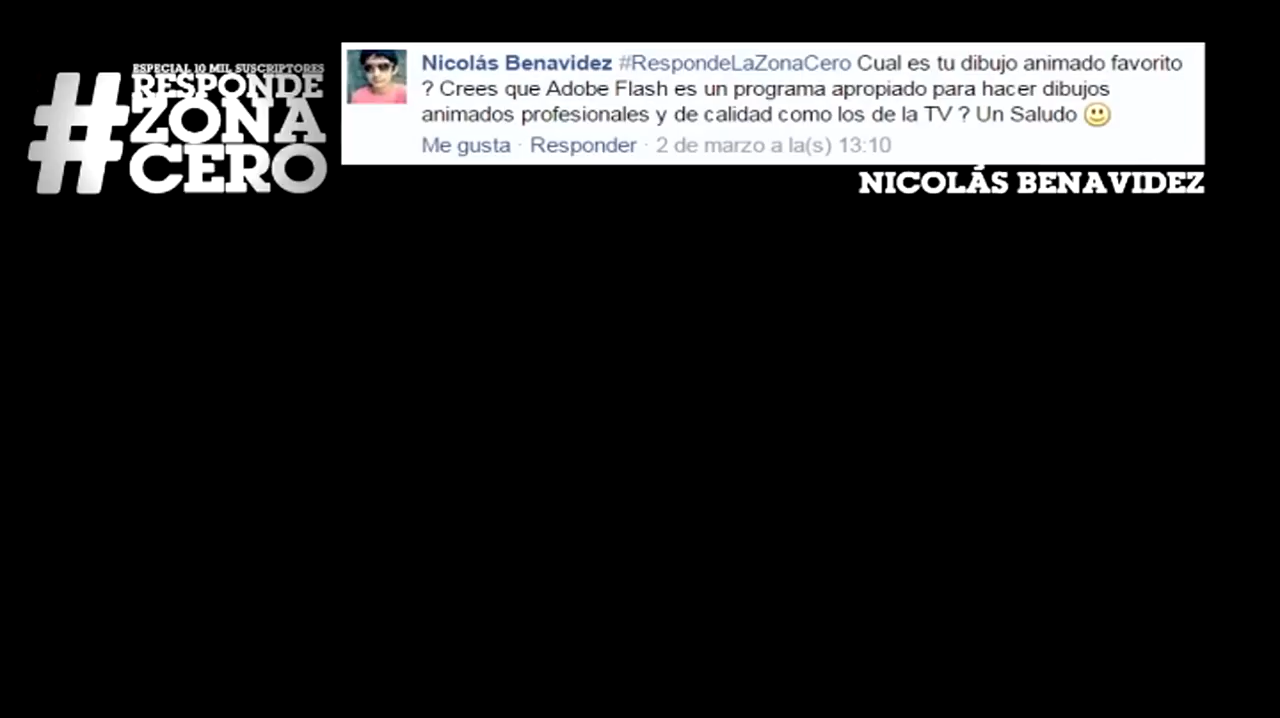 ESPECIAL 10 MIL SUSCRIPTORES
#RESPONDE
ZONA
CERO
Nicolás Benavidez #RespondeLaZonaCero Cual es tu dibujo animado favorito
? Crees que Adobe Flash es un programa apropiado para hacer dibujos
animados profesionales y de calidad como los de la TV ? Un Saludo 🙂
Me gusta · Responder · 2 de marzo a la(s) 13:10
NICOLÁS BENAVIDEZ